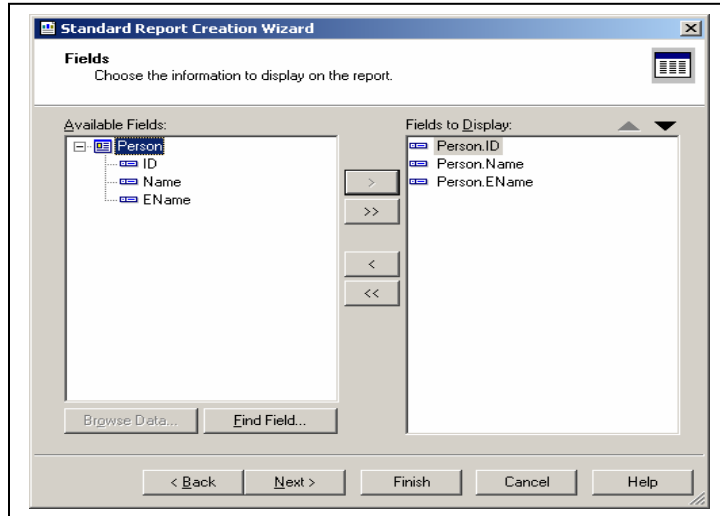 Standard Report Creation Wizard
Fields
Choose the information to display on the report.
Available Fields:
Person
ID
Name
EName
>
>>
<
<<
Fields to Display:
Person.ID
Person.Name
Person.EName
Browse Data...
Find Field...
< Back
Next >
Finish
Cancel
Help